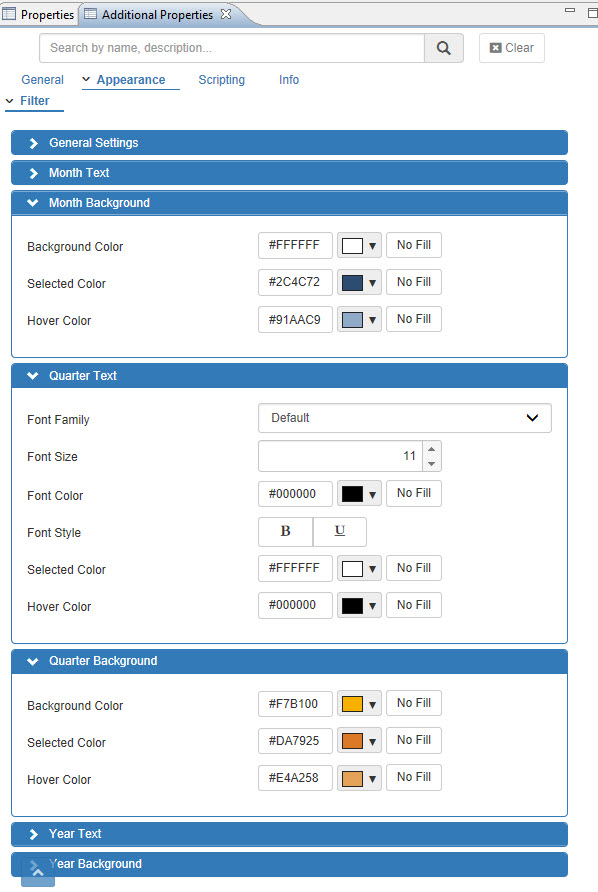 Properties Additional Properties
Search by name, description... Clear
General Appearance Scripting Info
Filter
General Settings
Month Text
Month Background
Background Color #FFFFFF No Fill
Selected Color #2C4C72 No Fill
Hover Color #91AAC9 No Fill
Quarter Text
Font Family Default
Font Size 11
Font Color #000000 No Fill
Font Style B U
Selected Color #FFFFFF No Fill
Hover Color #000000 No Fill
Quarter Background
Background Color #F7B100 No Fill
Selected Color #DA7925 No Fill
Hover Color #E4A258 No Fill
Year Text
Year Background